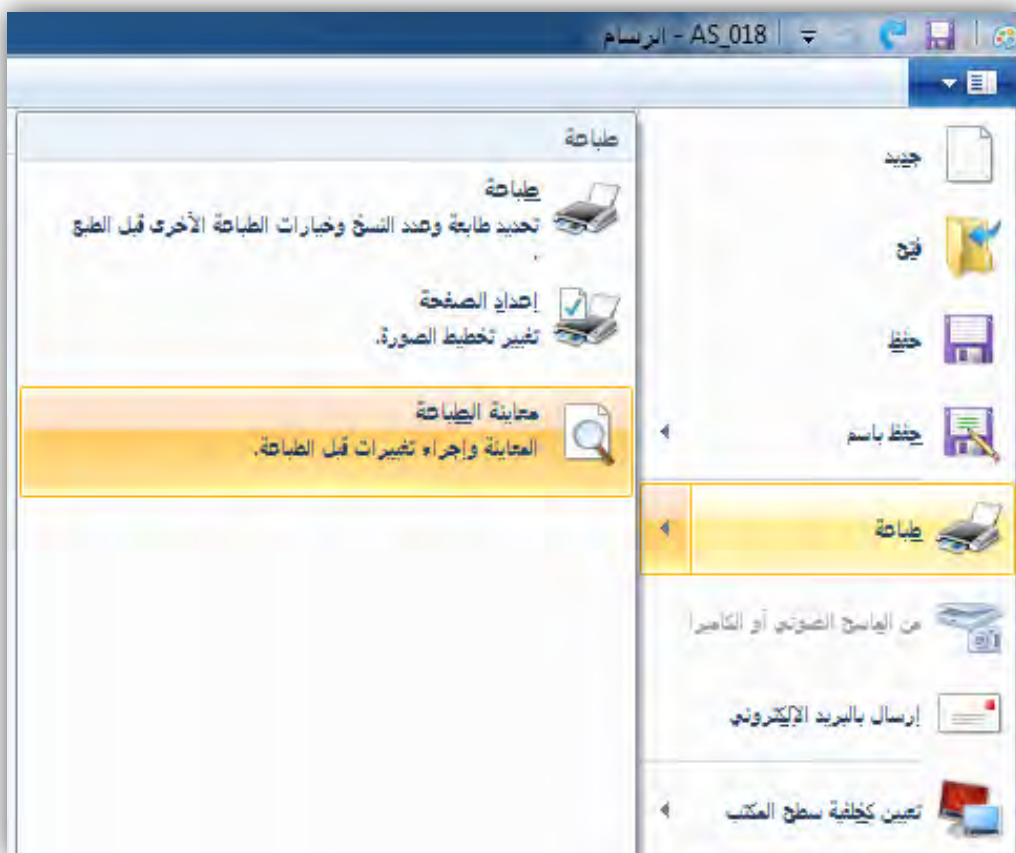 AS_018 - الرسام
جديد
فتح
حفظ
حفظ باسم
طباعة
من الماسح الضوئي أو الكاميرا
إرسال بالبريد الإلكتروني
تعيين كخلفية سطح المكتب
طباعة
طباعة
تحديد طابعة وعدد النسخ وخيارات الطباعة الأخرى قبل الطبع
.
إعداد الصفحة
تغيير تخطيط الصورة.
معاينة الطباعة
المعاينة وإجراء تغييرات قبل الطباعة.